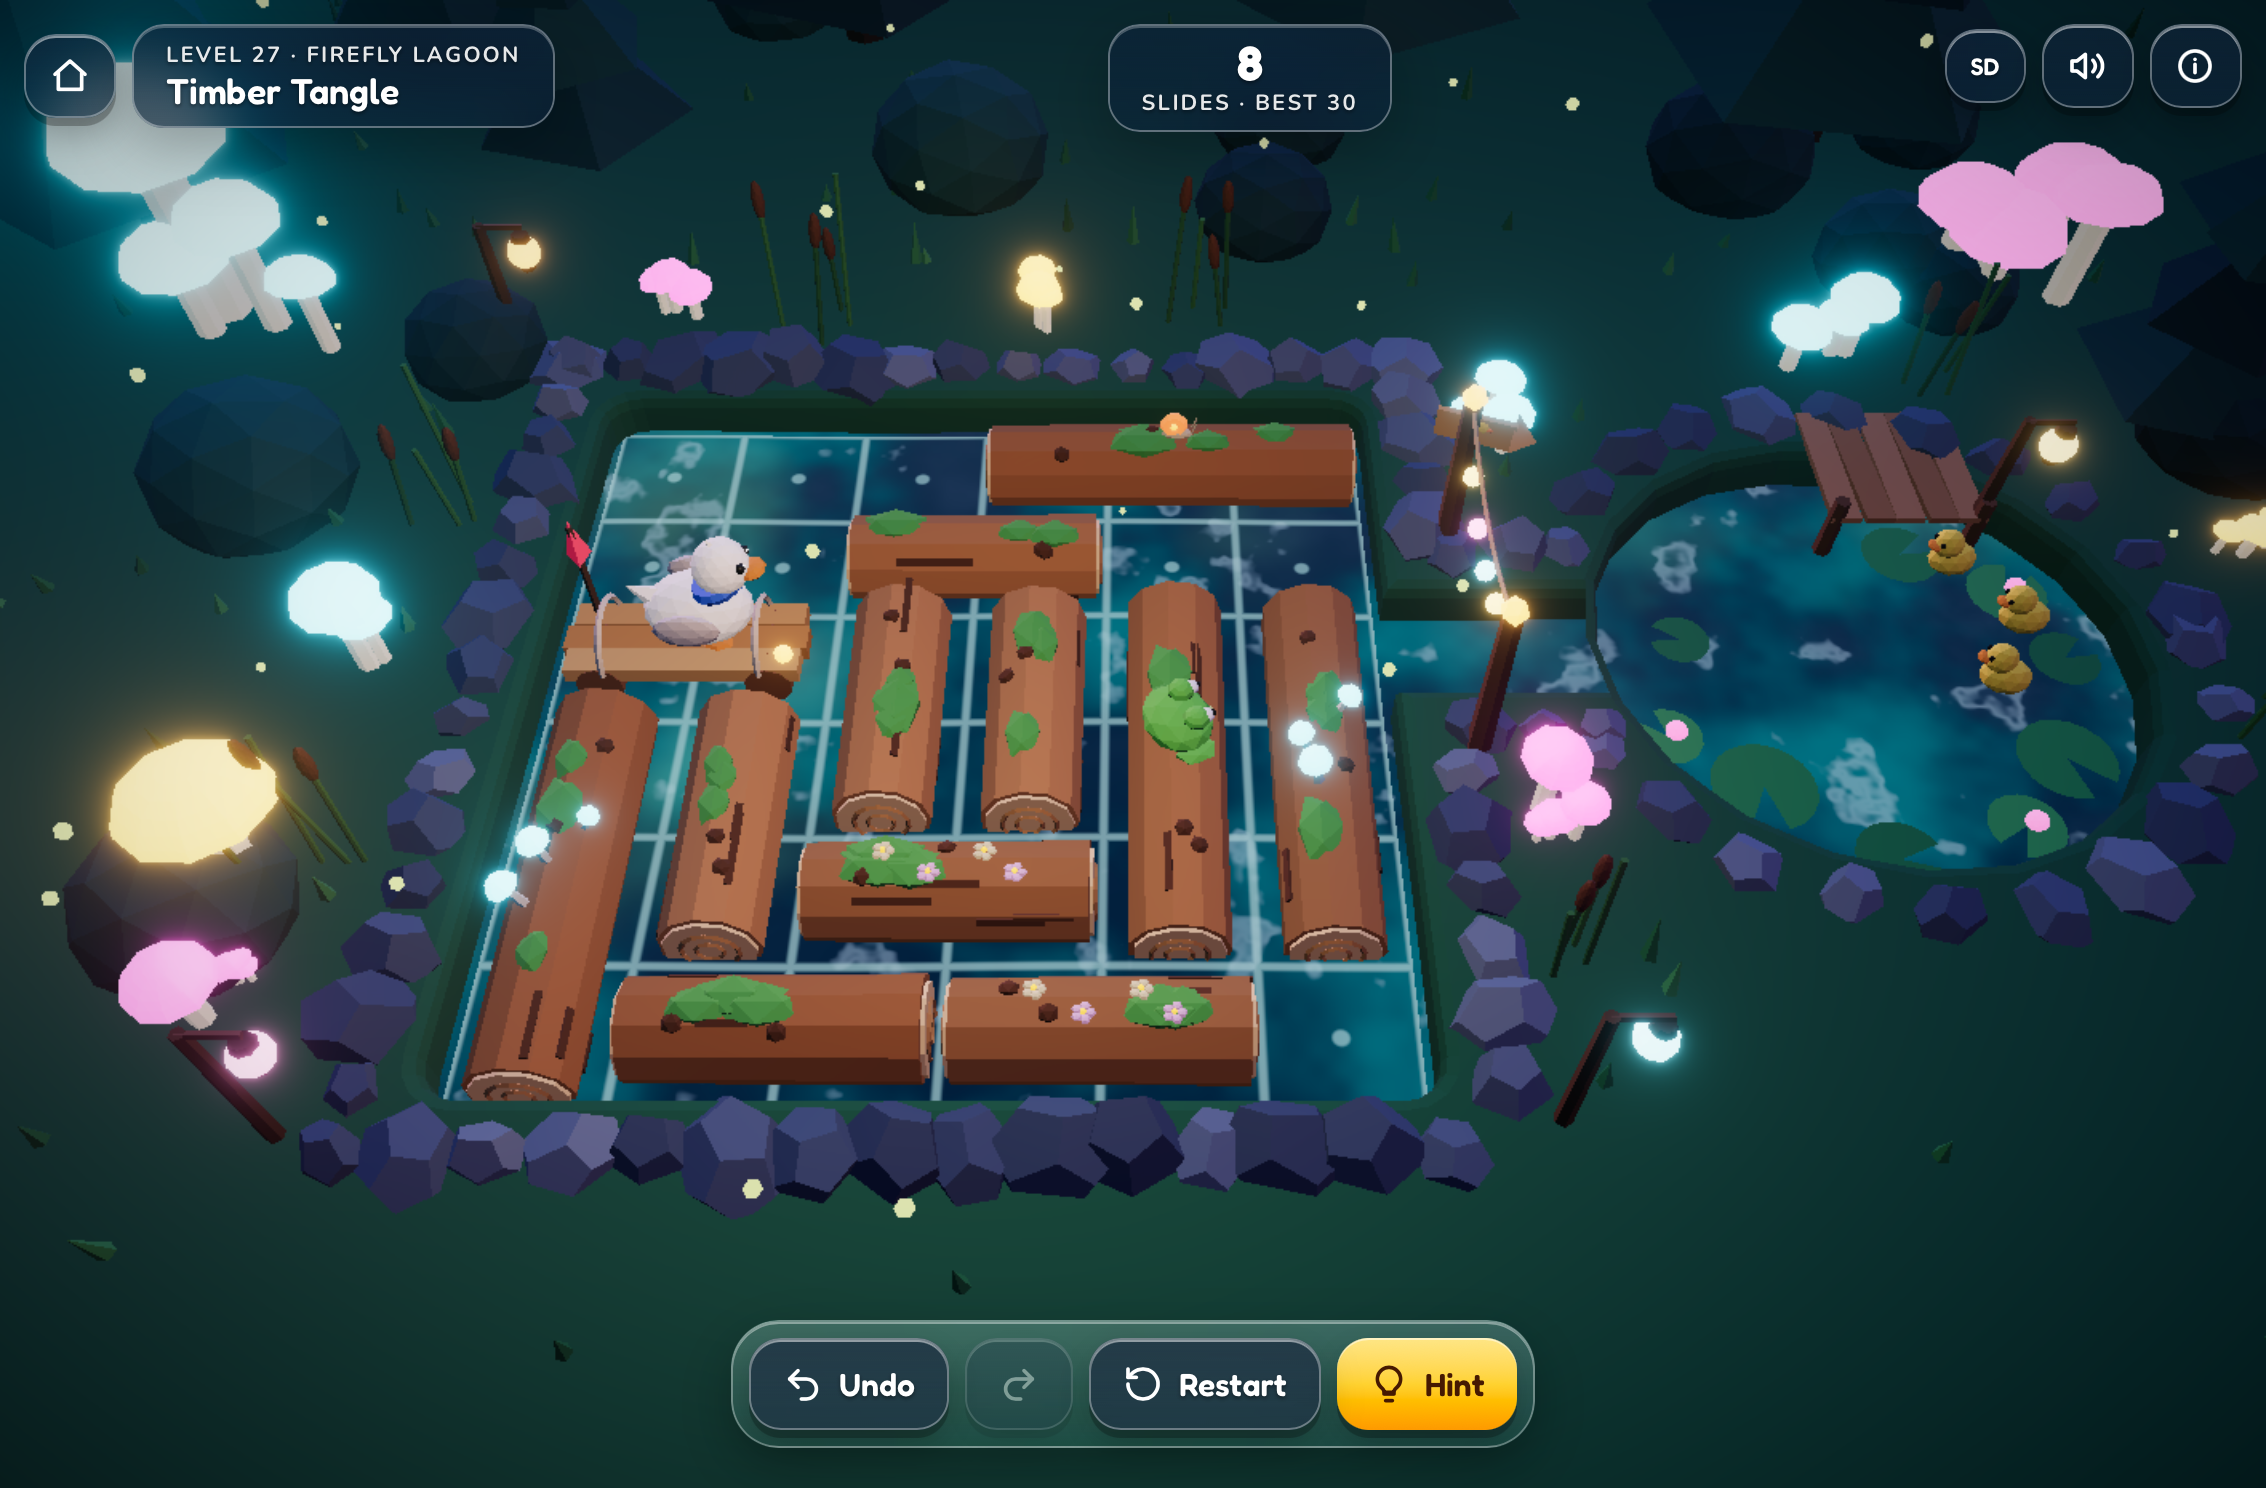 LEVEL 27 · FIREFLY LAGOON
Timber Tangle
8
SLIDES · BEST 30
SD
Undo
Restart
Hint